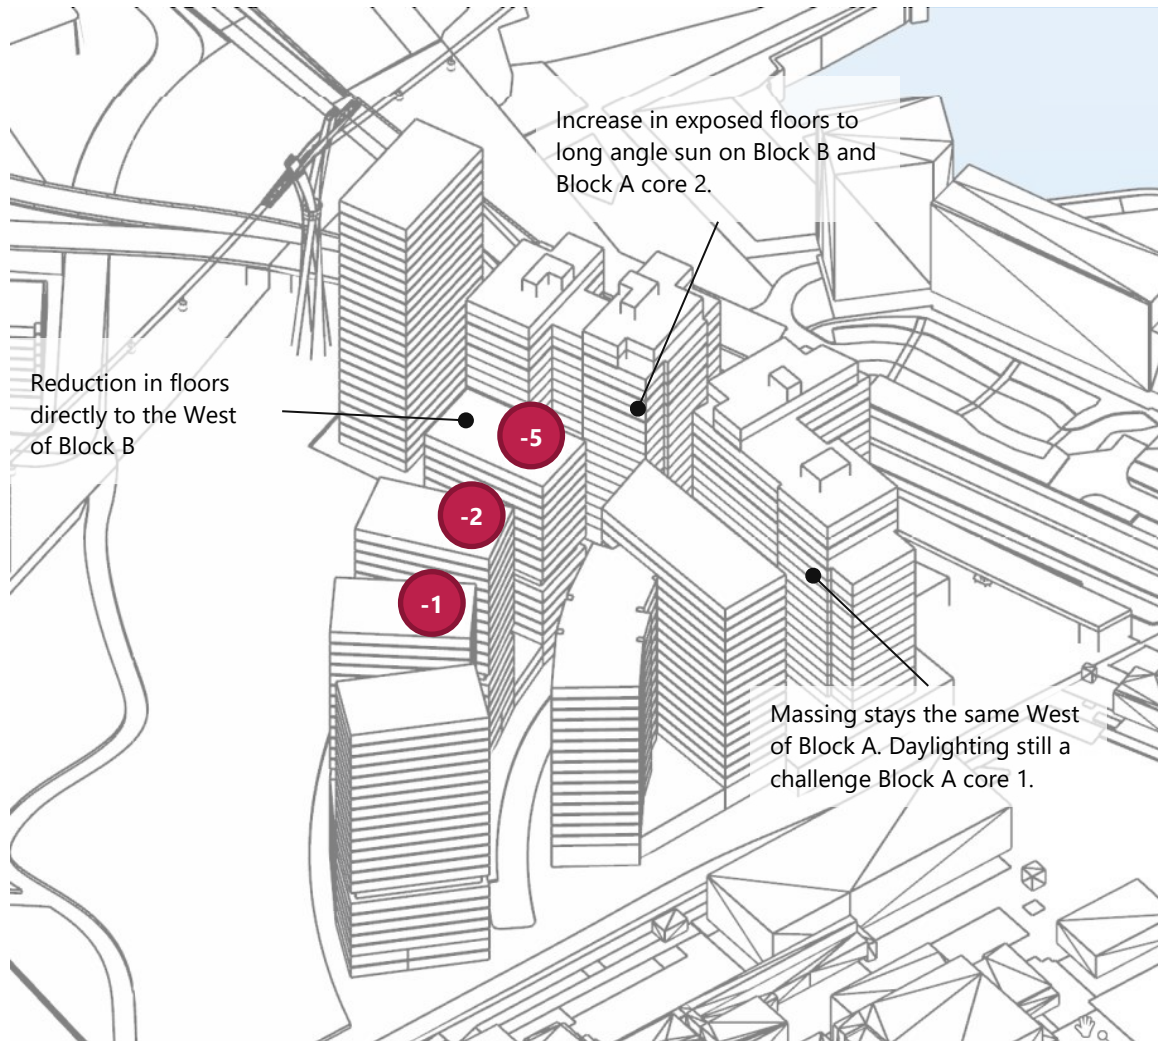 Increase in exposed floors to
long angle sun on Block B and
Block A core 2.
Reduction in floors
directly to the West
of Block B
-5
-2
-1
Massing stays the same West
of Block A. Daylighting still a
challenge Block A core 1.